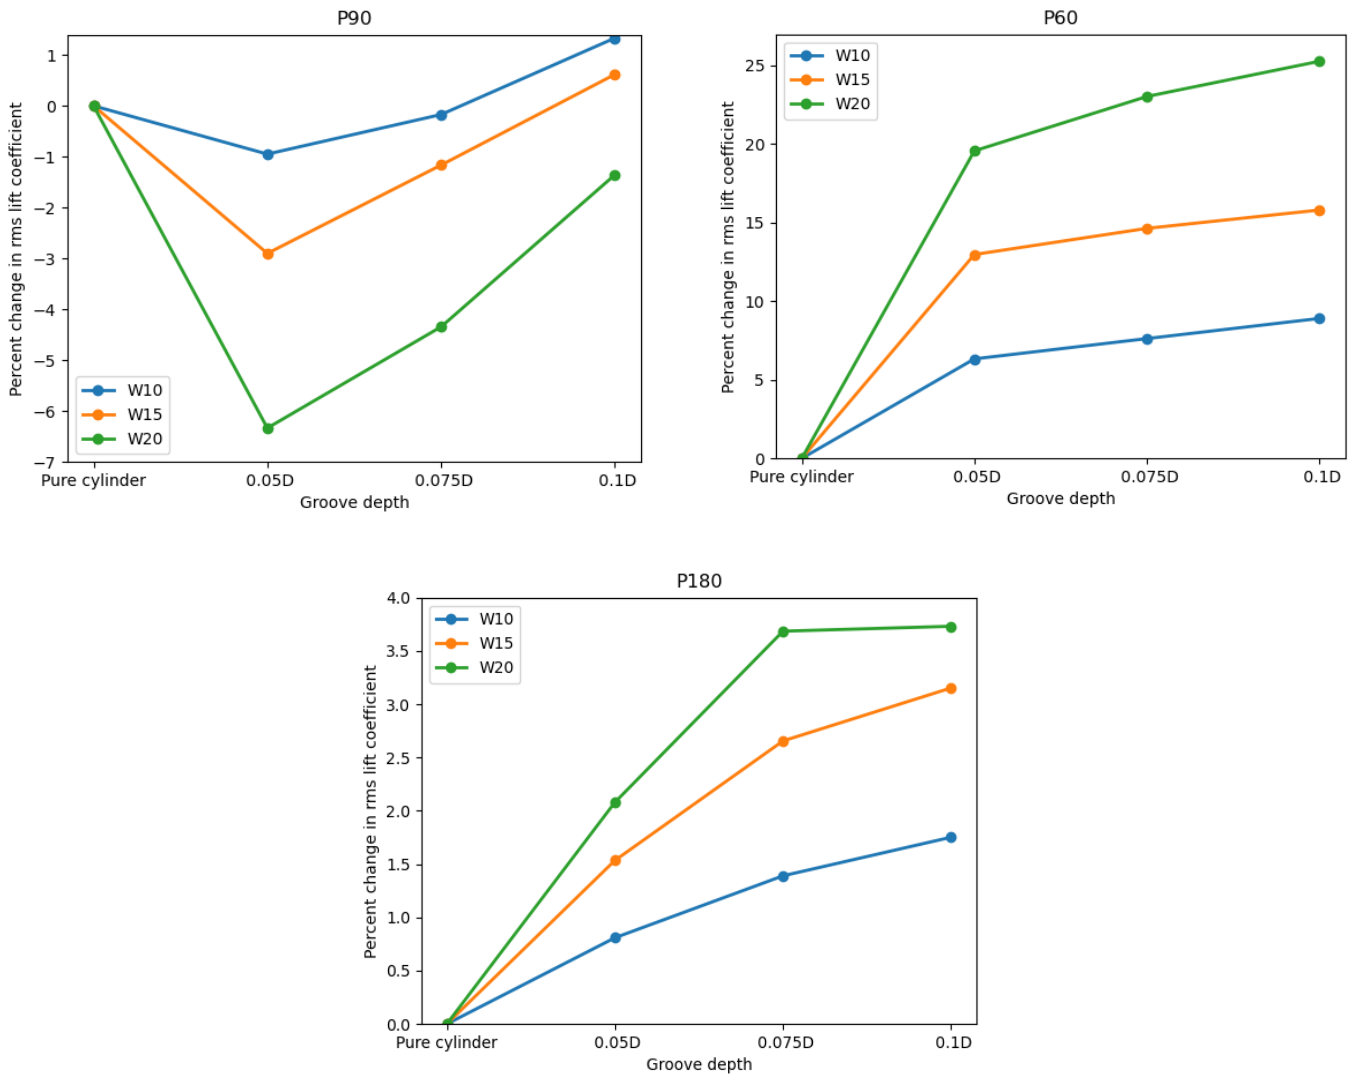 P90
Percent change in rms lift coefficient
1
0
−1
−2
−3
−4
−5
−6
−7
W10
W15
W20
Pure cylinder 0.05D 0.075D 0.1D
Groove depth
P60
Percent change in rms lift coefficient
25
20
15
10
5
0
W10
W15
W20
Pure cylinder 0.05D 0.075D 0.1D
Groove depth
P180
Percent change in rms lift coefficient
4.0
3.5
3.0
2.5
2.0
1.5
1.0
0.5
0.0
W10
W15
W20
Pure cylinder 0.05D 0.075D 0.1D
Groove depth